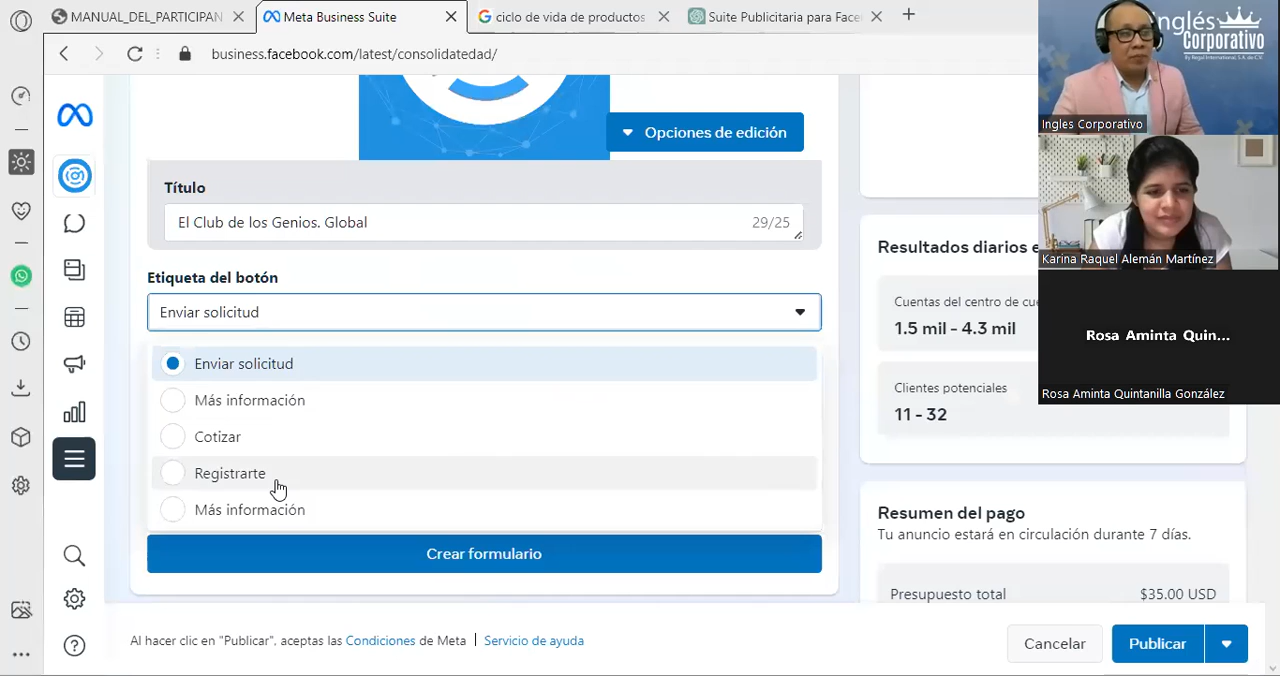 MANUAL_DEL_PARTICIPAN
Meta Business Suite
ciclo de vida de productos
Suite Publicitaria para Face
business.facebook.com/latest/consolidatedad/
Opciones de edición
Título
El Club de los Genios. Global
29/25
Etiqueta del botón
Enviar solicitud
Enviar solicitud
Más información
Cotizar
Registrarte
Más información
Crear formulario
Resultados diarios e
Cuentas del centro de cue
1.5 mil - 4.3 mil
Clientes potenciales
11 - 32
Resumen del pago
Tu anuncio estará en circulación durante 7 días.
Presupuesto total
$35.00 USD
Al hacer clic en "Publicar", aceptas las Condiciones de Meta | Servicio de ayuda
Cancelar
Publicar
inglés
Corporativo
By Regal International, S.A. de C.V.
Ingles Corporativo
Karina Raquel Alemán Martínez
Rosa Aminta Quin...
Rosa Aminta Quintanilla González